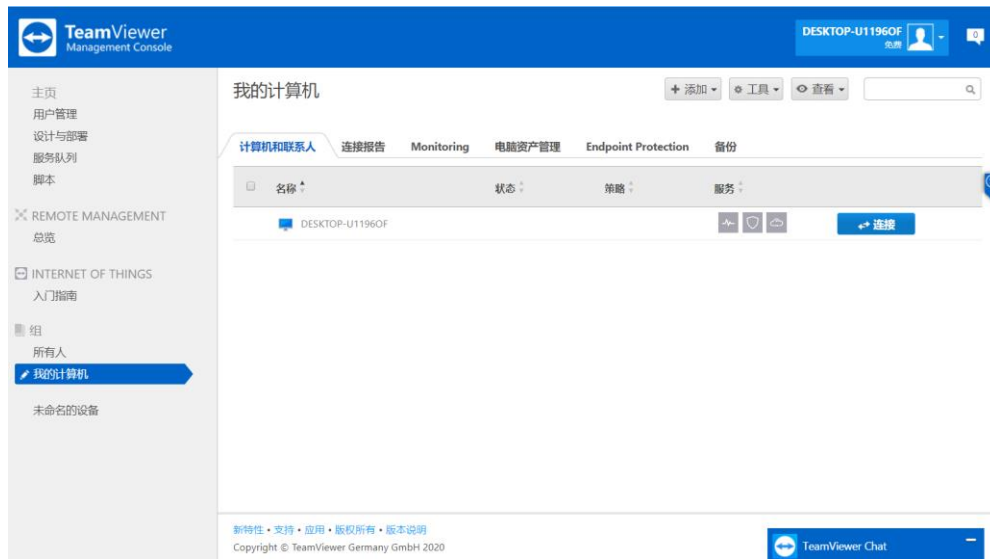 TeamViewer
Management Console
DESKTOP-U1196OF
免费
0
主页
用户管理
设计与部署
服务队列
脚本
REMOTE MANAGEMENT
总览
INTERNET OF THINGS
入门指南
组
所有人
我的计算机
未命名的设备
我的计算机
+ 添加 工具 查看
计算机和联系人 连接报告 Monitoring 电脑资产管理 Endpoint Protection 备份
名称 状态 策略 服务
DESKTOP-U1196OF 连接
新特性 • 支持 • 应用 • 版权所有 • 版本说明
Copyright © TeamViewer Germany GmbH 2020
TeamViewer Chat